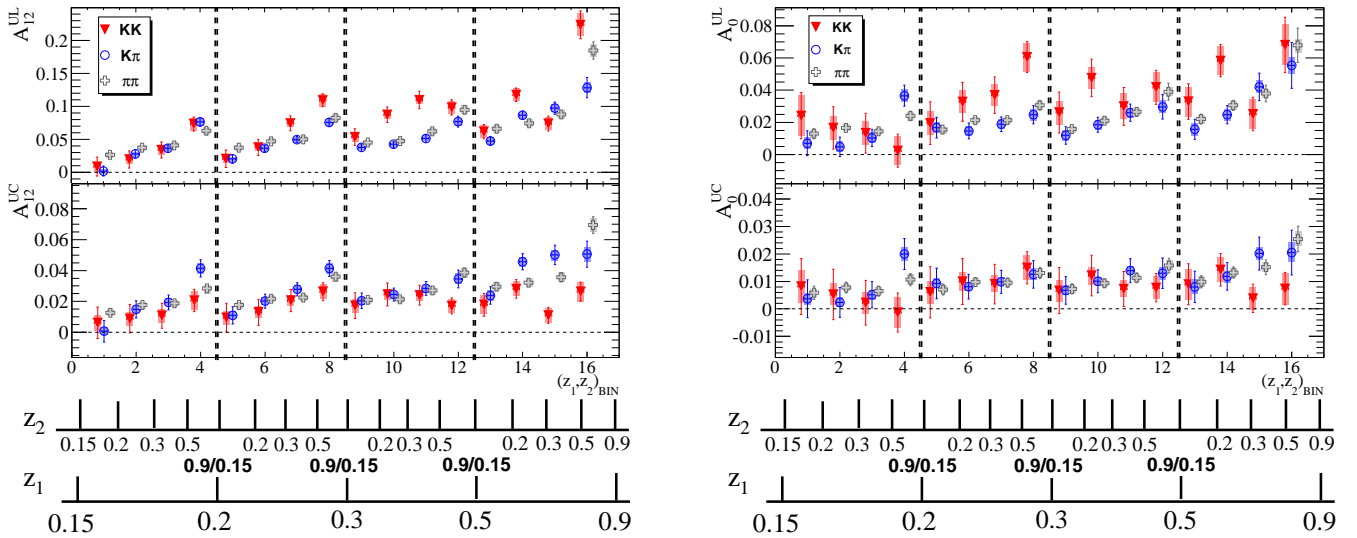 A₁₂^UL
0.2
0.15
0.1
0.05
0
KK
Kπ
ππ
A₁₂^UC
0.08
0.06
0.04
0.02
0
0 2 4 6 8 10 12 14 16
(z₁,z₂)BIN
z₂
0.15 0.2 0.3 0.5 0.2 0.3 0.5 0.2 0.3 0.5 0.2 0.3 0.5 0.9
0.9/0.15 0.9/0.15 0.9/0.15
z₁
0.15 0.2 0.3 0.5 0.9
A₀^UL
0.08
0.06
0.04
0.02
0
KK
Kπ
ππ
A₀^UC
0.04
0.03
0.02
0.01
0
-0.01
0 2 4 6 8 10 12 14 16
(z₁,z₂)BIN
z₂
0.15 0.2 0.3 0.5 0.2 0.3 0.5 0.2 0.3 0.5 0.2 0.3 0.5 0.9
0.9/0.15 0.9/0.15 0.9/0.15
z₁
0.15 0.2 0.3 0.5 0.9